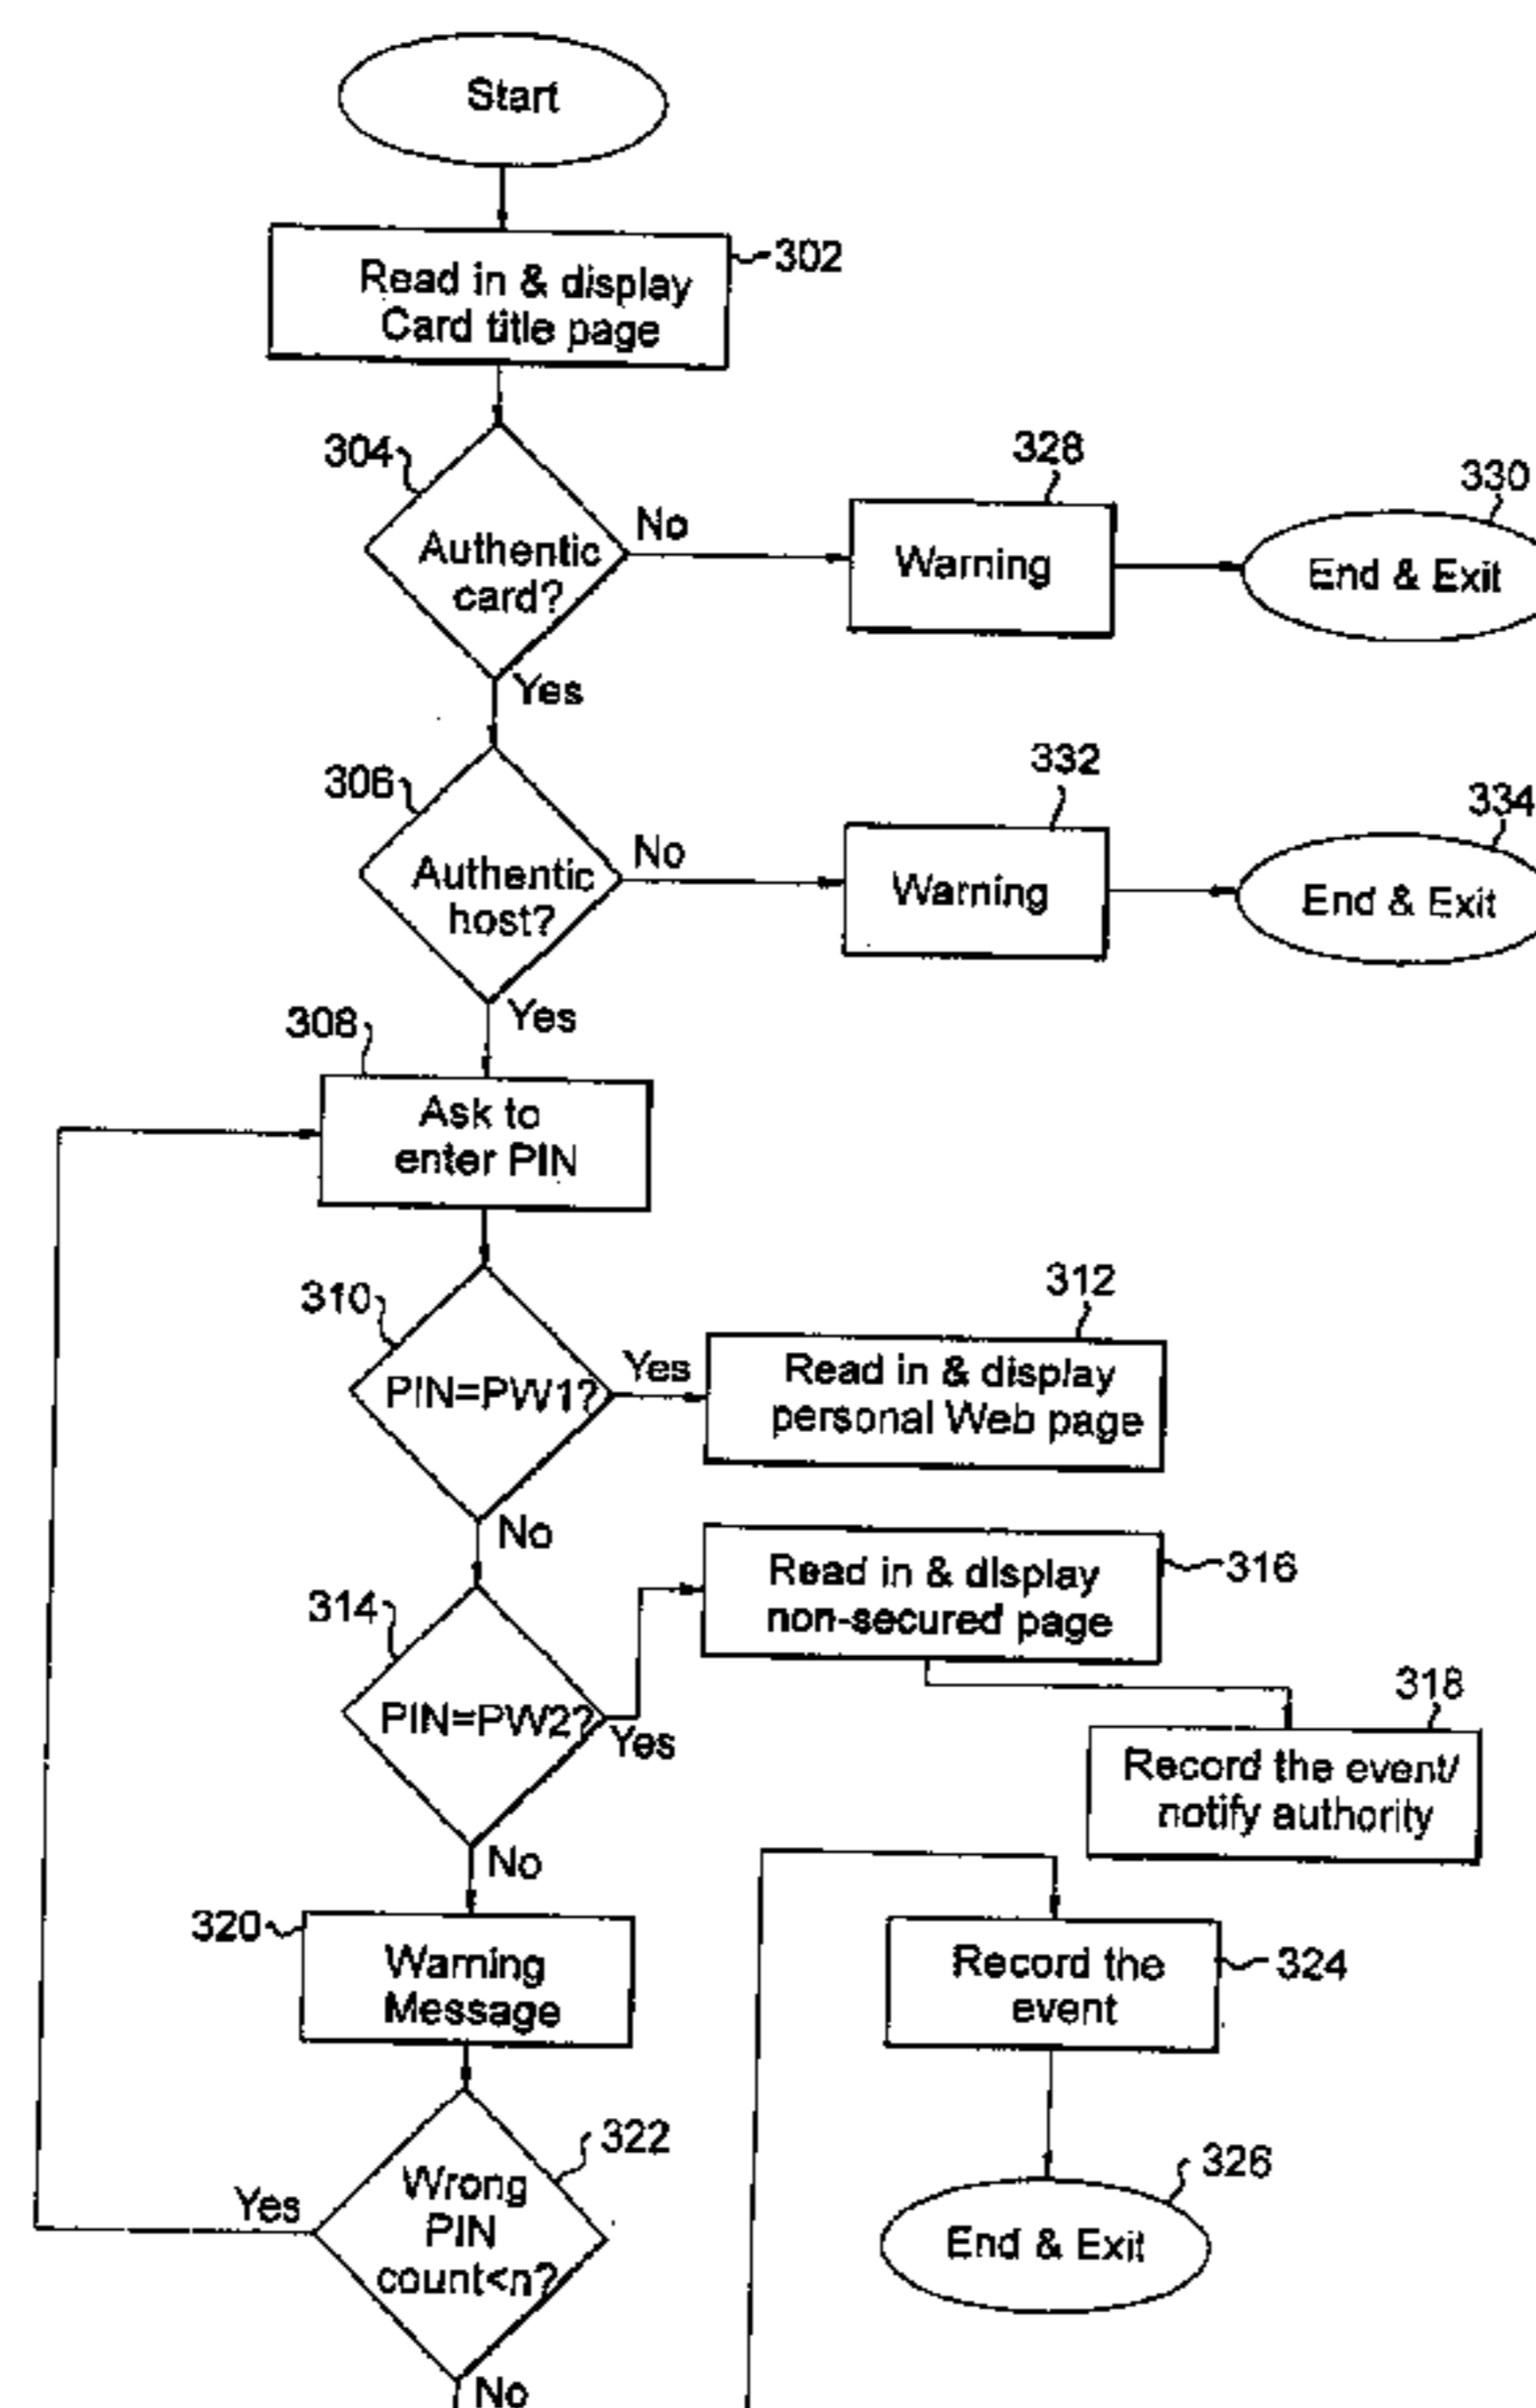 Start
302
Read in & display
Card title page
304
Authentic
card?
No
328
Warning
330
End & Exit
Yes
306
Authentic
host?
No
332
Warning
334
End & Exit
Yes
308
Ask to
enter PIN
310
PIN=PW1?
Yes
312
Read in & display
personal Web page
No
314
PIN=PW2?
Yes
Read in & display
non-secured page
316
318
Record the event/
notify authority
No
320
Warning
Message
Record the
event
324
322
Wrong
PIN
count<n?
Yes
326
End & Exit
No